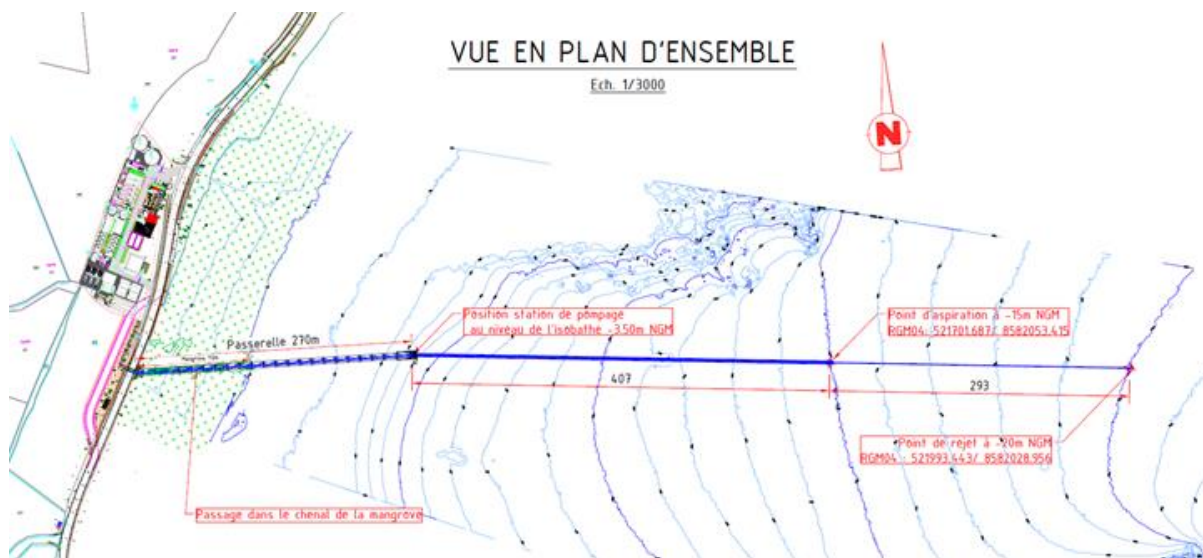 VUE EN PLAN D'ENSEMBLE
Ech. 1/3000
N
Position station de pompage
au niveau de l'isobathe -3.50m NGM
Point d'aspiration à -15m NGM
RGM04: 521701.687/ 8582053.415
Passerelle 270m
407
293
Point de rejet à -20m NGM
RGM04 : 521993.443/ 8582028.956
Passage dans le chenal de la mangrove